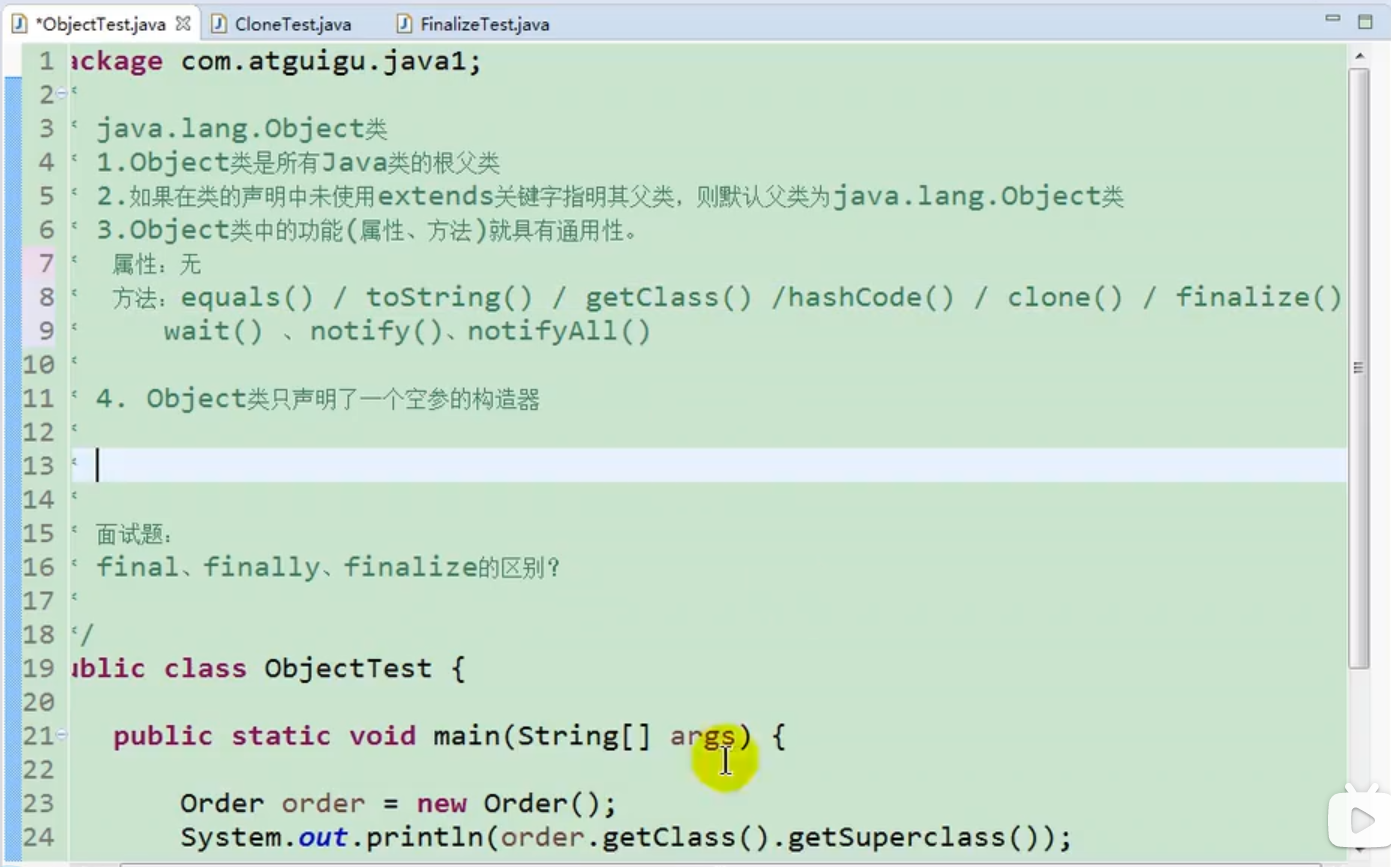 *ObjectTest.java CloneTest.java FinalizeTest.java
1 ackage com.atguigu.java1;
2
3 java.lang.Object类
4 1.Object类是所有Java类的根父类
5 2.如果在类的声明中未使用extends关键字指明其父类，则默认父类为java.lang.Object类
6 3.Object类中的功能(属性、方法)就具有通用性。
7 属性：无
8 方法：equals() / toString() / getClass() /hashCode() / clone() / finalize()
9 wait() 、notify()、notifyAll()
10
11 4. Object类只声明了一个空参的构造器
12
13
14
15 面试题：
16 final、finally、finalize的区别？
17
18 */
19 ublic class ObjectTest {
20
21 public static void main(String[] args) {
22
23 Order order = new Order();
24 System.out.println(order.getClass().getSuperclass());